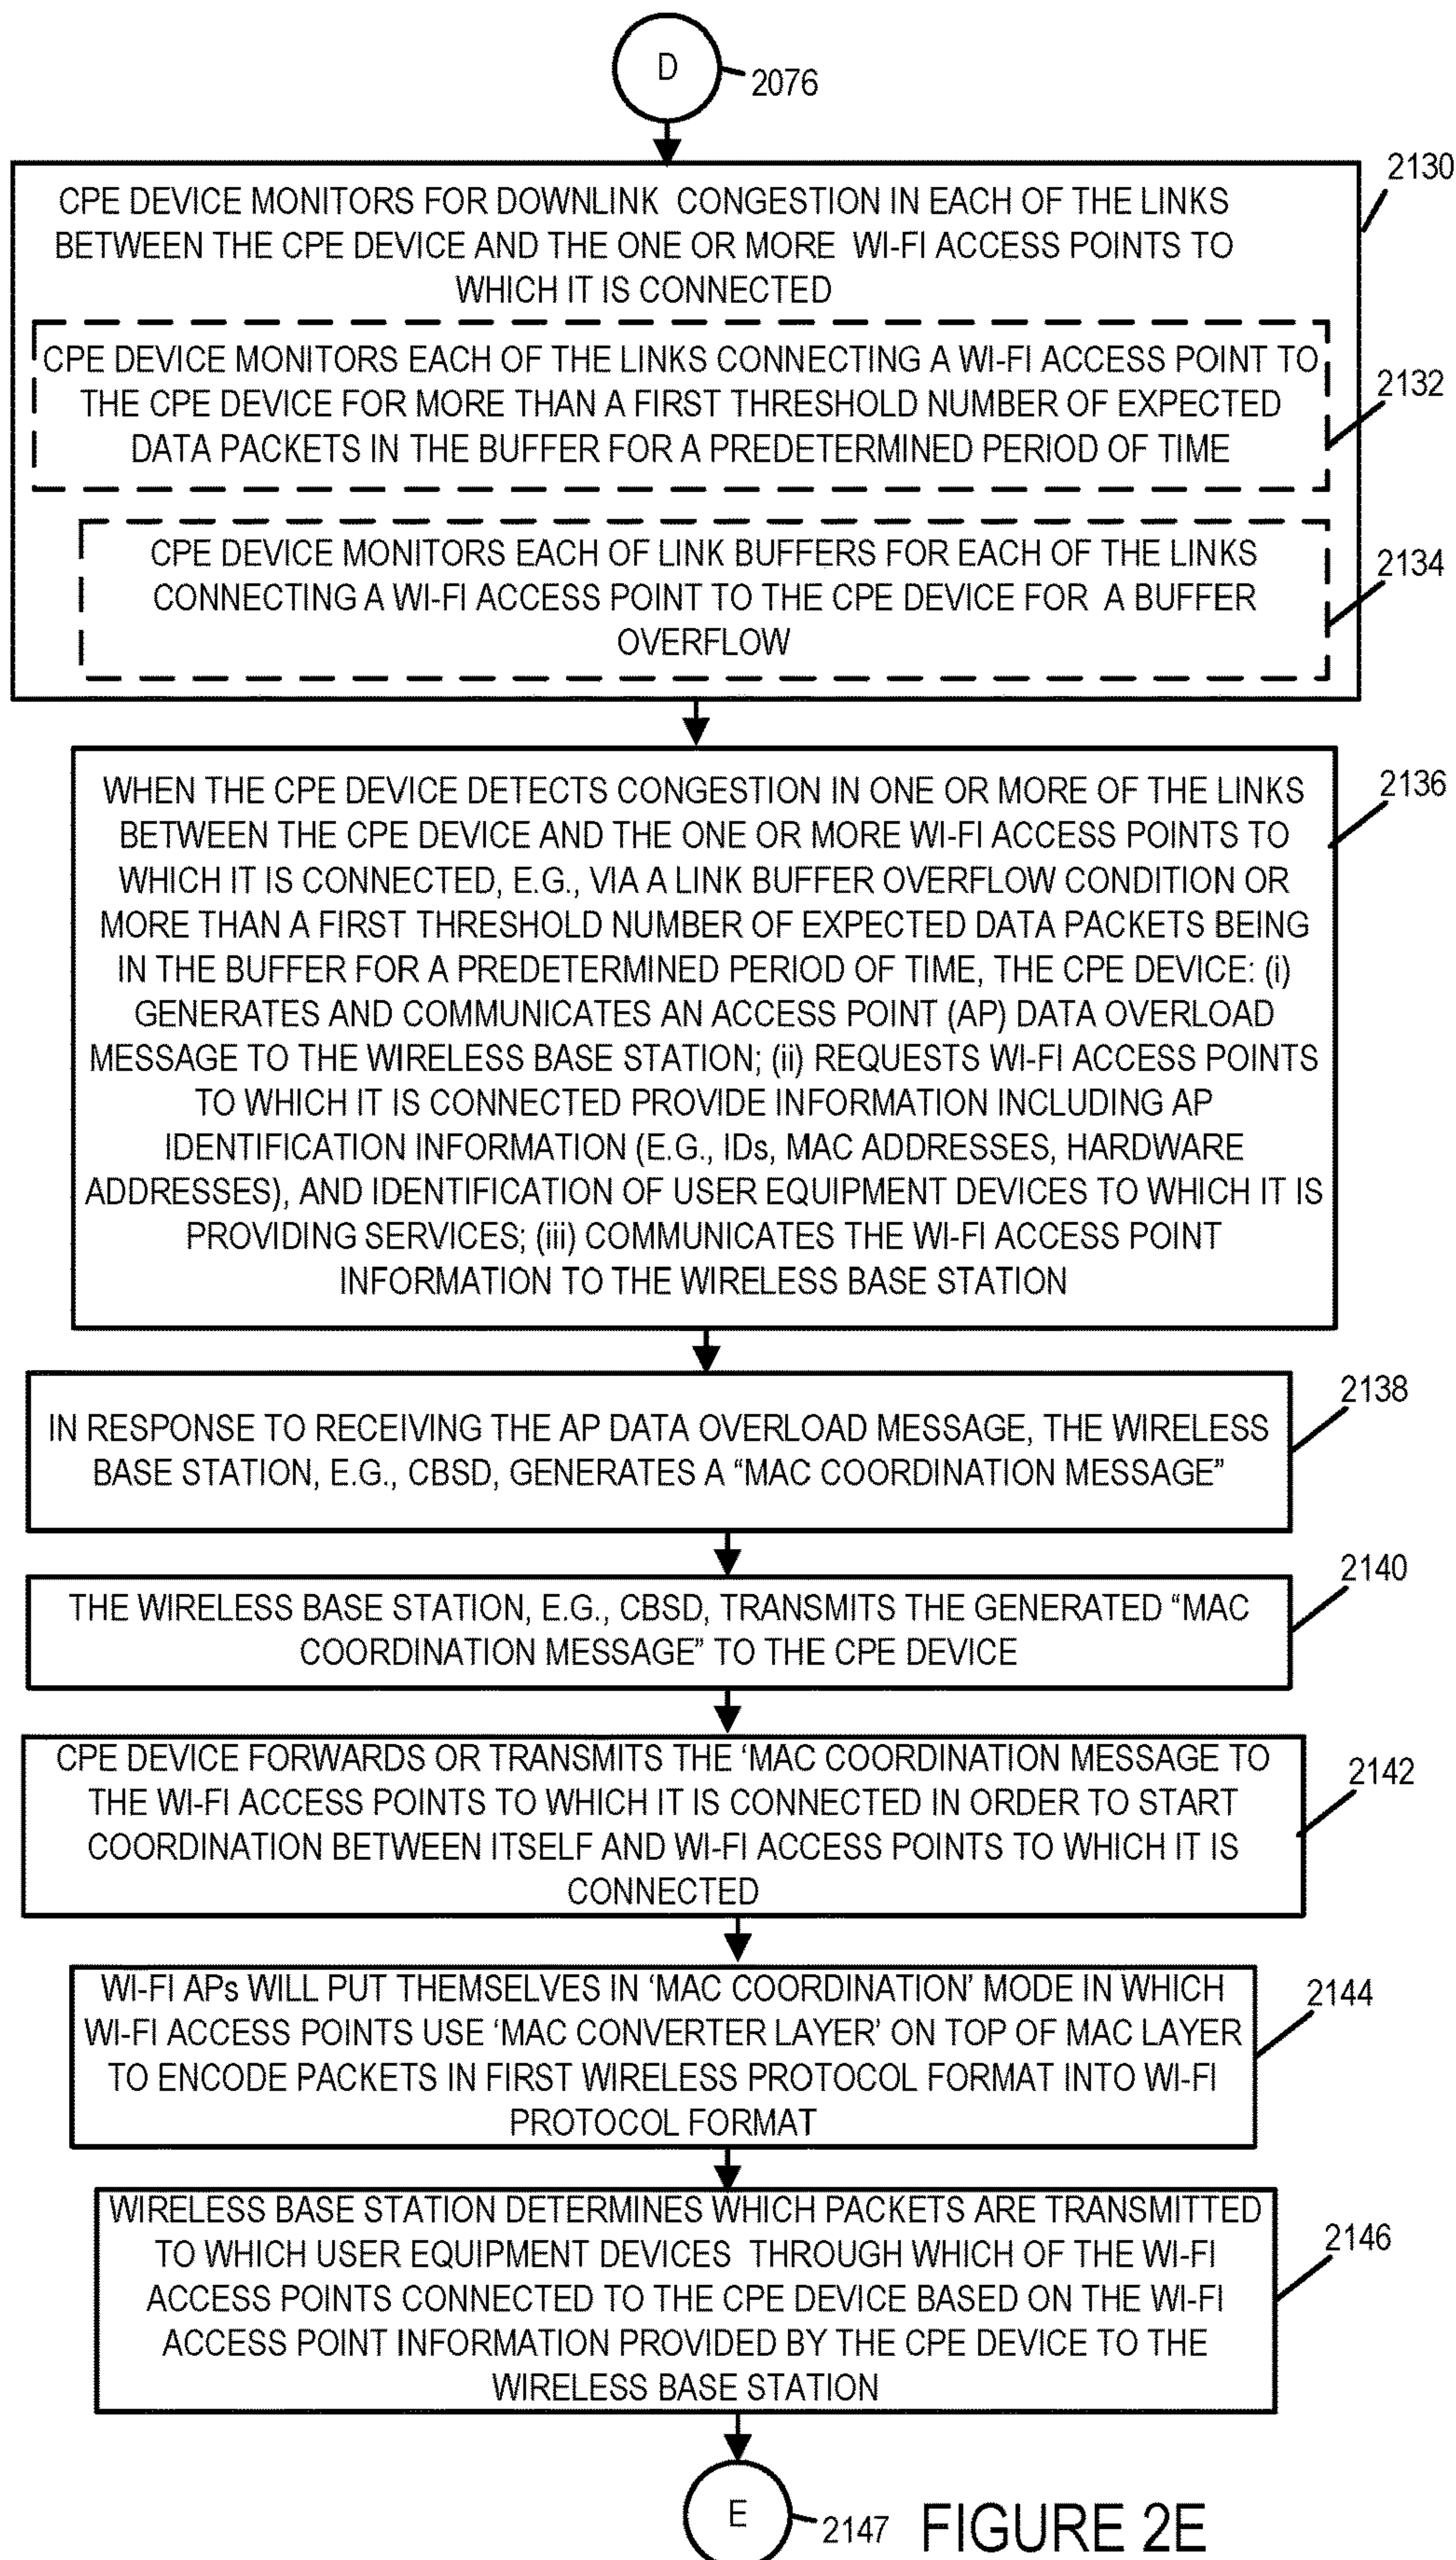 D
2076
2130
CPE DEVICE MONITORS FOR DOWNLINK CONGESTION IN EACH OF THE LINKS
BETWEEN THE CPE DEVICE AND THE ONE OR MORE WI-FI ACCESS POINTS TO
WHICH IT IS CONNECTED
CPE DEVICE MONITORS EACH OF THE LINKS CONNECTING A WI-FI ACCESS POINT TO
THE CPE DEVICE FOR MORE THAN A FIRST THRESHOLD NUMBER OF EXPECTED
DATA PACKETS IN THE BUFFER FOR A PREDETERMINED PERIOD OF TIME
2132
CPE DEVICE MONITORS EACH OF LINK BUFFERS FOR EACH OF THE LINKS
CONNECTING A WI-FI ACCESS POINT TO THE CPE DEVICE FOR A BUFFER
OVERFLOW
2134
WHEN THE CPE DEVICE DETECTS CONGESTION IN ONE OR MORE OF THE LINKS
BETWEEN THE CPE DEVICE AND THE ONE OR MORE WI-FI ACCESS POINTS TO
WHICH IT IS CONNECTED, E.G., VIA A LINK BUFFER OVERFLOW CONDITION OR
MORE THAN A FIRST THRESHOLD NUMBER OF EXPECTED DATA PACKETS BEING
IN THE BUFFER FOR A PREDETERMINED PERIOD OF TIME, THE CPE DEVICE: (i)
GENERATES AND COMMUNICATES AN ACCESS POINT (AP) DATA OVERLOAD
MESSAGE TO THE WIRELESS BASE STATION; (ii) REQUESTS WI-FI ACCESS POINTS
TO WHICH IT IS CONNECTED PROVIDE INFORMATION INCLUDING AP
IDENTIFICATION INFORMATION (E.G., IDs, MAC ADDRESSES, HARDWARE
ADDRESSES), AND IDENTIFICATION OF USER EQUIPMENT DEVICES TO WHICH IT IS
PROVIDING SERVICES; (iii) COMMUNICATES THE WI-FI ACCESS POINT
INFORMATION TO THE WIRELESS BASE STATION
2136
IN RESPONSE TO RECEIVING THE AP DATA OVERLOAD MESSAGE, THE WIRELESS
BASE STATION, E.G., CBSD, GENERATES A “MAC COORDINATION MESSAGE”
2138
THE WIRELESS BASE STATION, E.G., CBSD, TRANSMITS THE GENERATED “MAC
COORDINATION MESSAGE” TO THE CPE DEVICE
2140
CPE DEVICE FORWARDS OR TRANSMITS THE ‘MAC COORDINATION MESSAGE TO
THE WI-FI ACCESS POINTS TO WHICH IT IS CONNECTED IN ORDER TO START
COORDINATION BETWEEN ITSELF AND WI-FI ACCESS POINTS TO WHICH IT IS
CONNECTED
2142
WI-FI APs WILL PUT THEMSELVES IN ‘MAC COORDINATION’ MODE IN WHICH
WI-FI ACCESS POINTS USE ‘MAC CONVERTER LAYER’ ON TOP OF MAC LAYER
TO ENCODE PACKETS IN FIRST WIRELESS PROTOCOL FORMAT INTO WI-FI
PROTOCOL FORMAT
2144
WIRELESS BASE STATION DETERMINES WHICH PACKETS ARE TRANSMITTED
TO WHICH USER EQUIPMENT DEVICES THROUGH WHICH OF THE WI-FI
ACCESS POINTS CONNECTED TO THE CPE DEVICE BASED ON THE WI-FI
ACCESS POINT INFORMATION PROVIDED BY THE CPE DEVICE TO THE
WIRELESS BASE STATION
2146
E
2147
FIGURE 2E